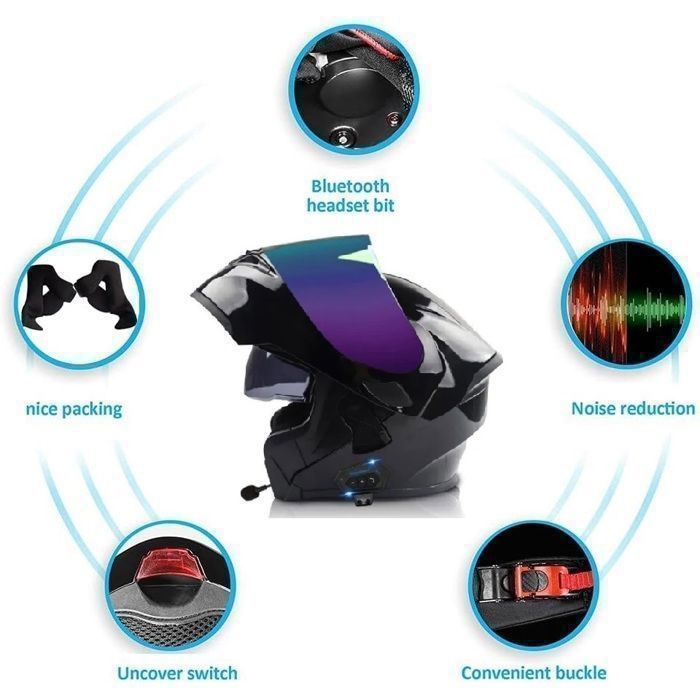 Bluetooth
headset bit
nice packing
Noise reduction
Uncover switch
Convenient buckle